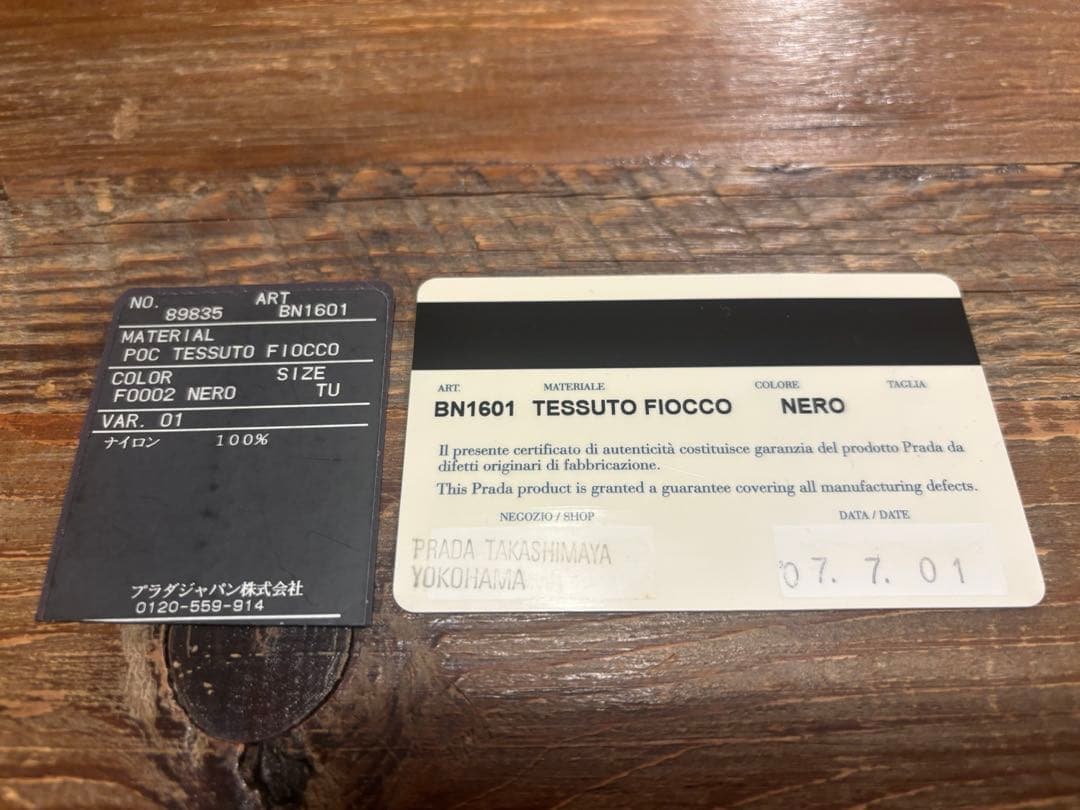 NO. ART
89835 BN1601
MATERIAL
POC TESSUTO FIOCCO
COLOR SIZE
F0002 NERO TU
VAR. 01
ナイロン 100%
プラダジャパン株式会社
0120-559-914
ART. MATERIALE COLORE TAGLIA
BN1601 TESSUTO FIOCCO NERO
Il presente certificato di autenticità costituisce garanzia del prodotto Prada da
difetti originari di fabbricazione.
This Prada product is granted a guarantee covering all manufacturing defects.
NEGOZIO / SHOP DATA / DATE
PRADA TAKASHIMAYA
YOKOHAMA
'07. 7. 01